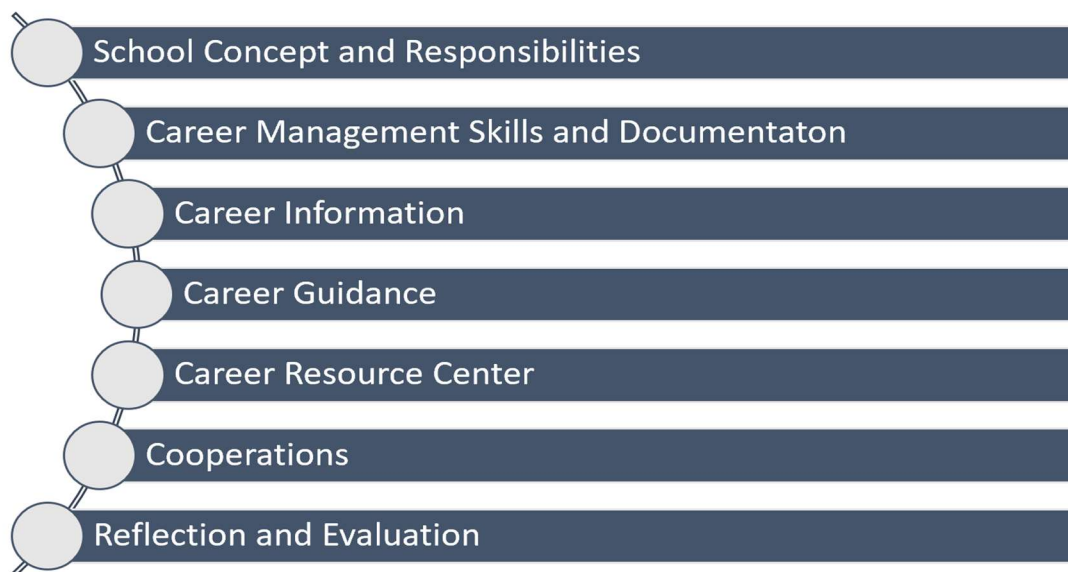 School Concept and Responsibilities
Career Management Skills and Documentaton
Career Information
Career Guidance
Career Resource Center
Cooperations
Reflection and Evaluation